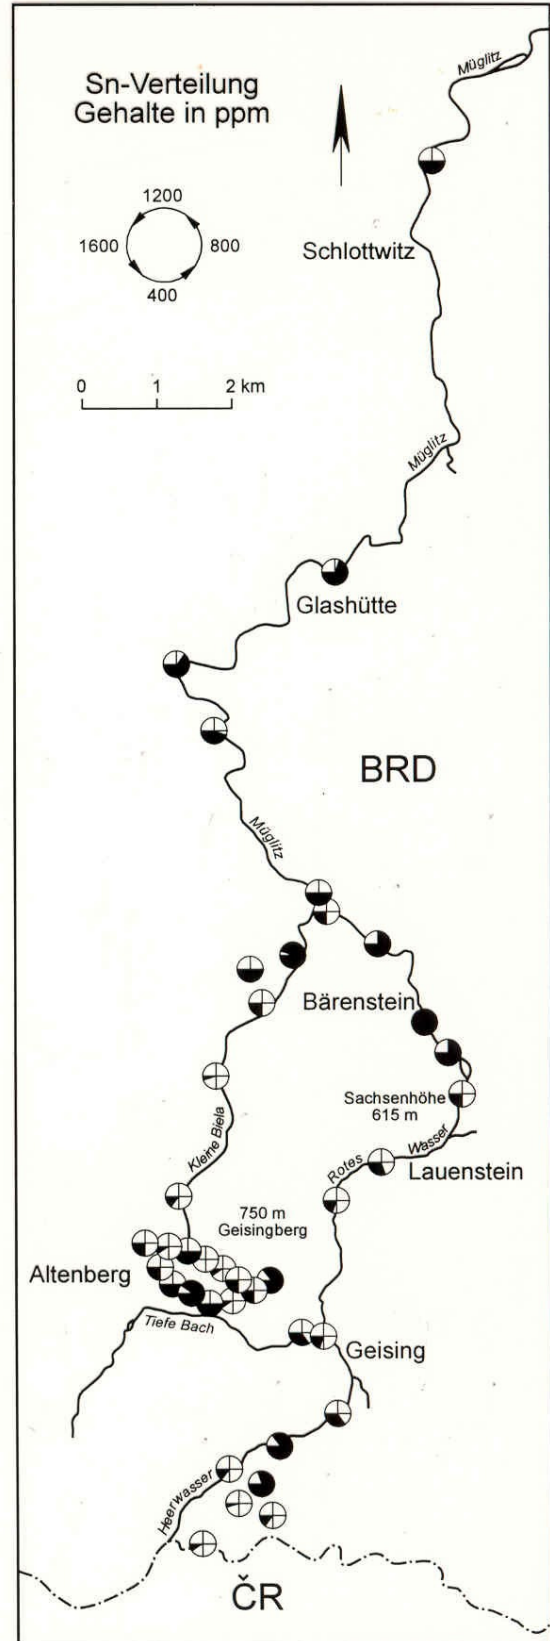 Müglitz
Sn-Verteilung
Gehalte in ppm
1200
1600
800
400
Schlottwitz
0 1 2 km
Müglitz
Glashütte
BRD
Müglitz
Bärenstein
Sachsenhöhe
615 m
Kleine Biela
Rotes Wasser
Lauenstein
750 m
Geisingberg
Altenberg
Tiefe Bach
Geising
Heerwasser
ČR